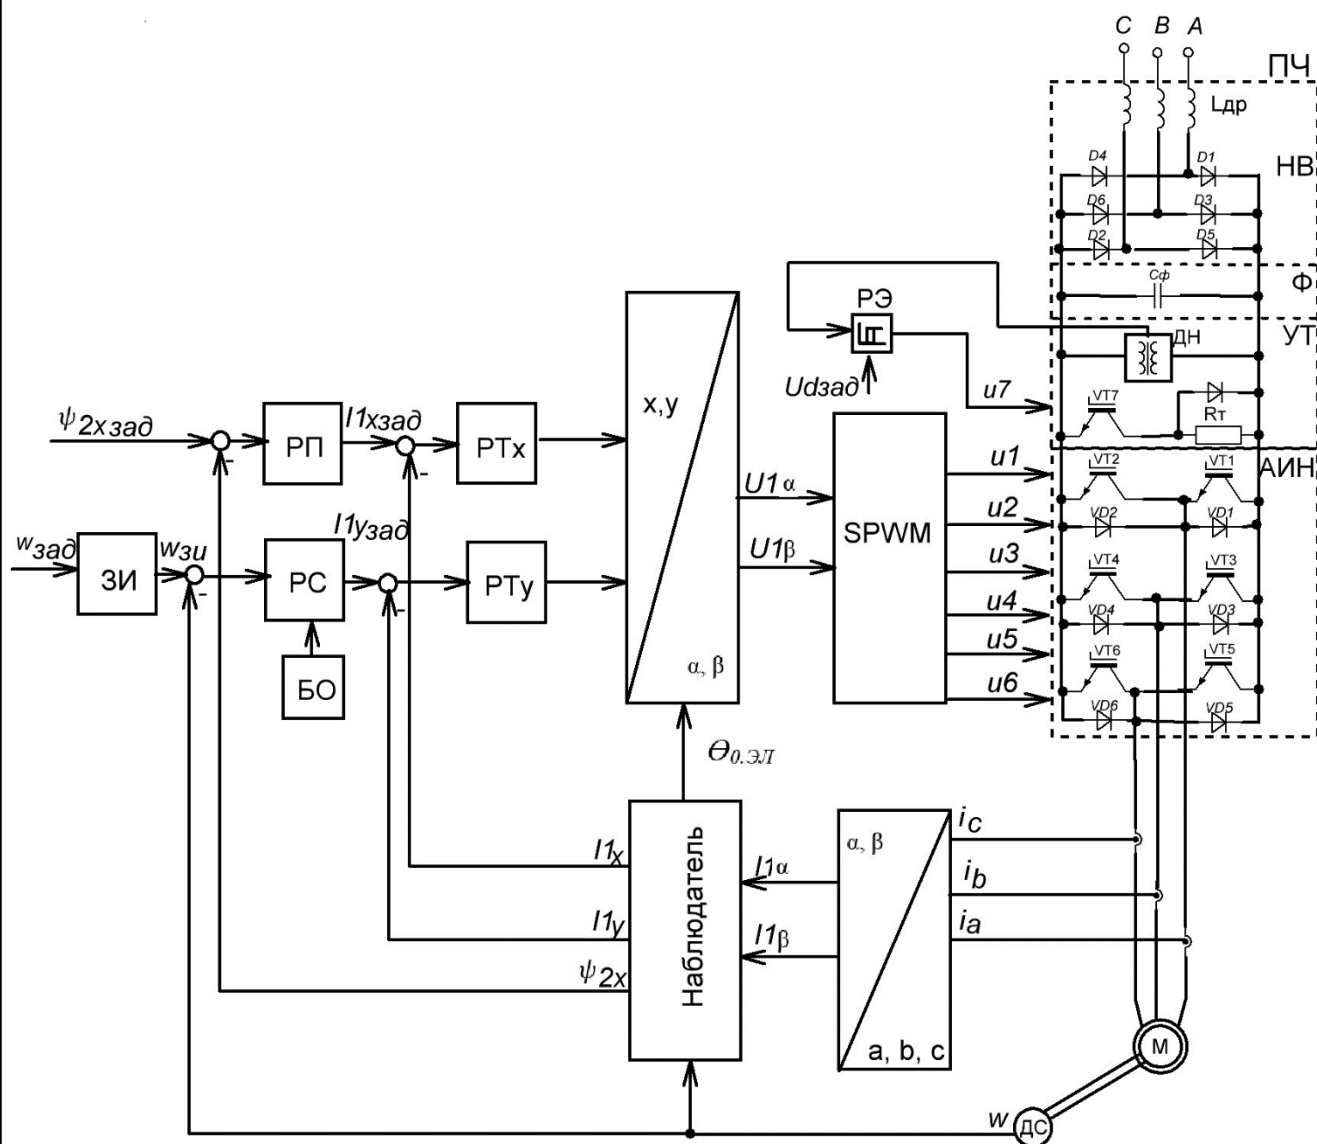 C B A
ПЧ
Lдр
НВ
D4 D1
D6 D3
D2 D5
Ф
Cф
УТ
РЭ
ДН
Udзад
u7
VT7
Rт
x,y
ψ2xзад
РП
I1xзад
РТх
АИН
VT2 VT1
u1
U1α
SPWM
u2
VD2 VD1
wзад
ЗИ
wзи
РС
I1yзад
РТу
U1β
u3
VT4 VT3
u4
VD4 VD3
u5
VT6 VT5
БО
α, β
u6
VD6 VD5
Θ0.ЭЛ
Наблюдатель
I1x
I1y
ψ2x
I1α
I1β
α, β
a, b, c
ic
ib
ia
М
w
ДС
-
-
-
-